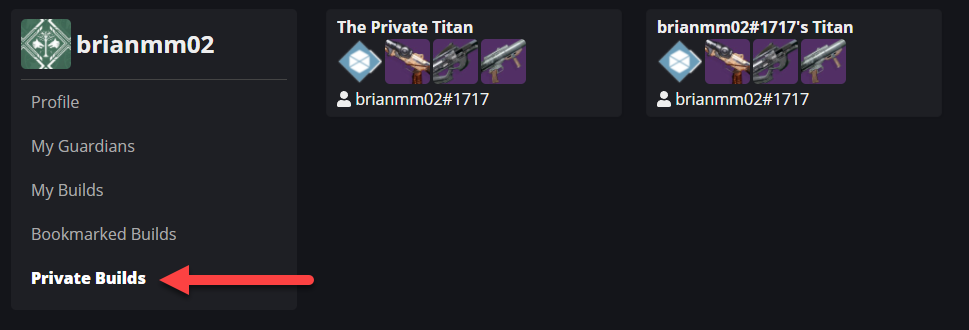 brianmm02
Profile
My Guardians
My Builds
Bookmarked Builds
Private Builds
The Private Titan
brianmm02#1717
brianmm02#1717's Titan
brianmm02#1717